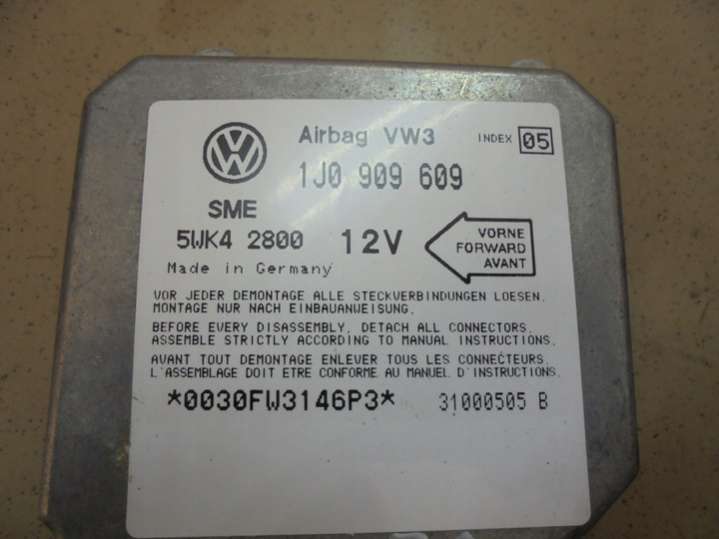 Airbag VW3 INDEX 05
1J0 909 609
SME
5WK4 2800 12V
VORNE
FORWARD
AVANT
Made in Germany
VOR JEDER DEMONTAGE ALLE STECKVERBINDUNGEN LOESEN.
MONTAGE NUR NACH EINBAUANWEISUNG.
BEFORE EVERY DISASSEMBLY, DETACH ALL CONNECTORS.
ASSEMBLE STRICTLY ACCORDING TO MANUAL INSTRUCTIONS.
AVANT TOUT DEMONTAGE ENLEVER TOUS LES CONNECTEURS.
L'ASSEMBLAGE DOIT ETRE CONFORME AU MANUEL D'INSTRUCTIONS.
*0030FW3146P3* 31000505 B